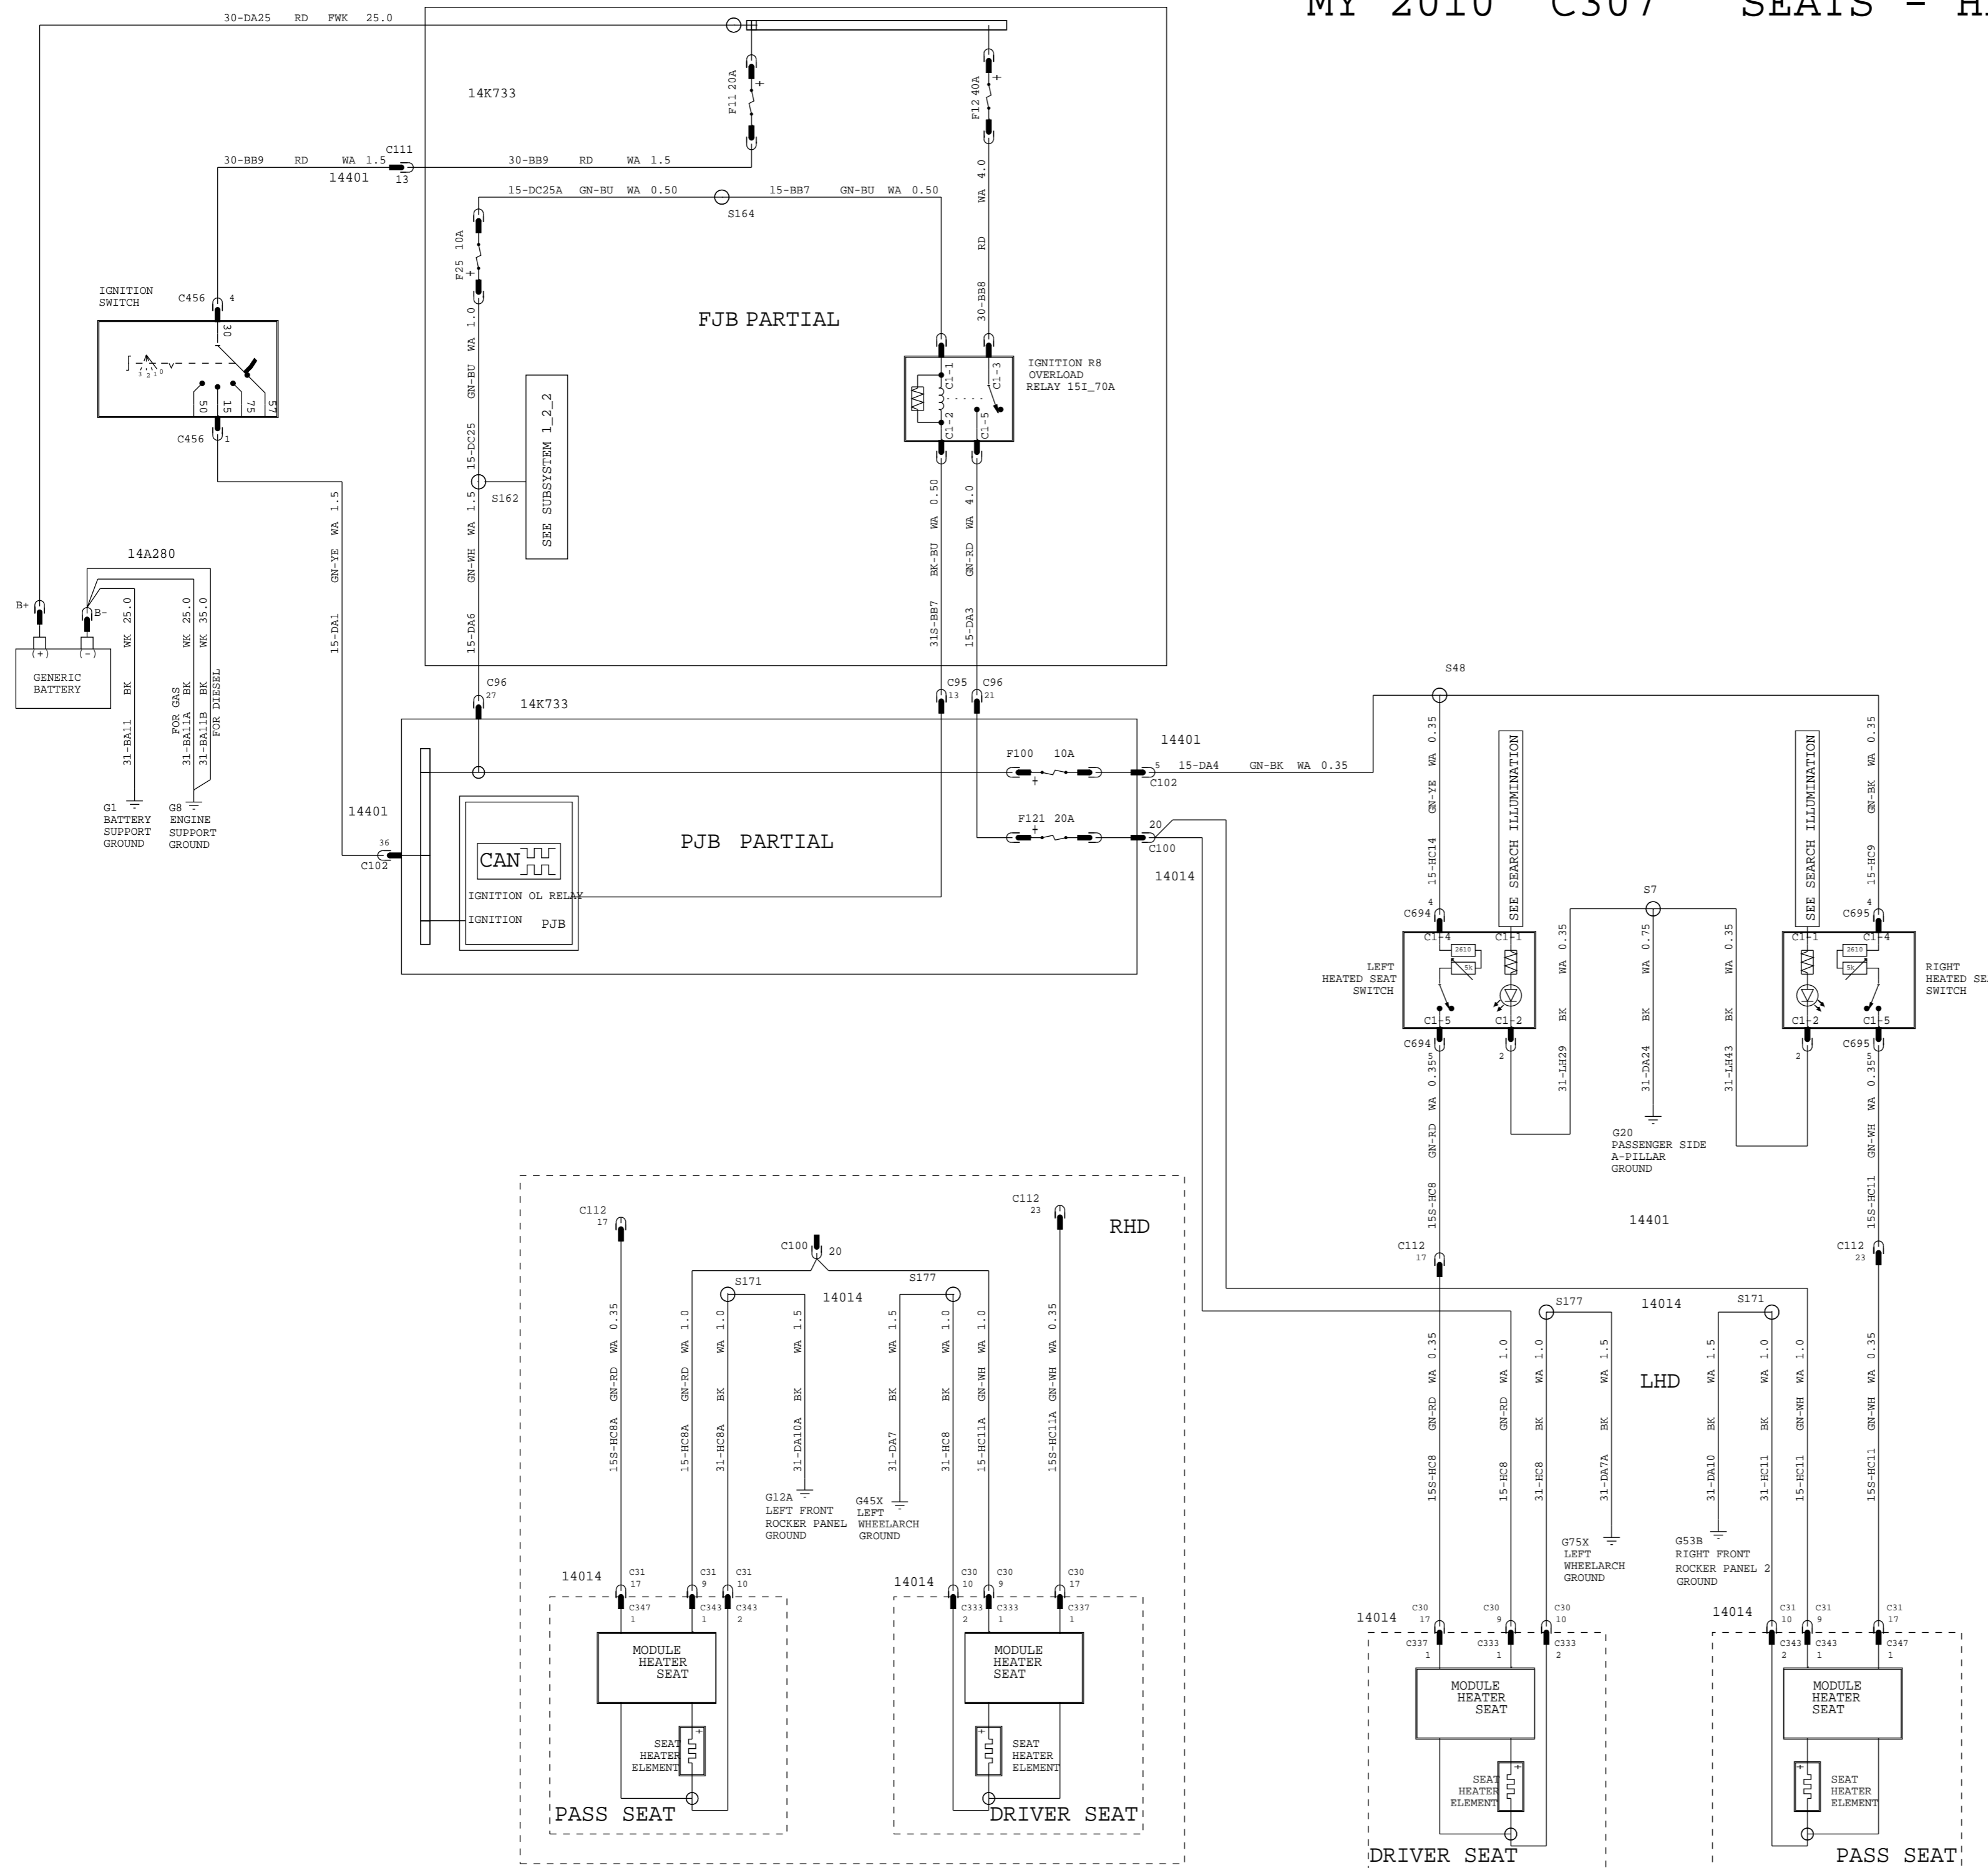 MY 2010 C307 SEATS - H
30-DA25 RD FWK 25.0
14K733
F11 20A
F12 40A
C111
30-BB9 RD WA 1.5
13
14401
30-BB9 RD WA 1.5
15-DC25A GN-BU WA 0.50
15-BB7 GN-BU WA 0.50
S164
F25 10A
30-BB8 RD WA 4.0
IGNITION
SWITCH
C456 4
30
3 2 1 0
50 15 75 57
C456 1
FJB PARTIAL
15-DC25 GN-BU WA 1.0
IGNITION R8
OVERLOAD
RELAY 15I_70A
C1-1
C1-3
C1-2
C1-5
SEE SUBSYSTEM 1_2_2
S162
15-DA6 GN-WH WA 1.5
31S-BB7 BK-BU WA 0.50
15-DA3 GN-RD WA 4.0
15-DA1 GN-YE WA 1.5
14A280
B+
B-
(+)
(-)
GENERIC
BATTERY
31-BA11 BK WK 25.0
FOR GAS
31-BA11A BK WK 25.0
31-BA11B BK WK 35.0
FOR DIESEL
G1
BATTERY
SUPPORT
GROUND
G8
ENGINE
SUPPORT
GROUND
C96
27
14K733
C95
13
C96
21
14401
36
C102
PJB PARTIAL
CAN
IGNITION OL RELAY
IGNITION
PJB
F100 10A
F121 20A
14401
5
C102
15-DA4 GN-BK WA 0.35
20
C100
14014
S48
15-HC14 GN-YE WA 0.35
SEE SEARCH ILLUMINATION
SEE SEARCH ILLUMINATION
15-HC9 GN-BK WA 0.35
S7
C694 4
C695 4
C1-4
C1-1
C1-1
C1-4
2610
5k
2610
5k
LEFT
HEATED SEAT
SWITCH
RIGHT
HEATED SE
SWITCH
C1-5
C1-2
C1-2
C1-5
C694 5
2
2
C695 5
31-LH29 BK WA 0.35
31-DA24 BK WA 0.75
31-LH43 BK WA 0.35
G20
PASSENGER SIDE
A-PILLAR
GROUND
15S-HC8 GN-RD WA 0.35
15S-HC11 GN-WH WA 0.35
14401
C112
17
C112
23
RHD
C112
17
C100 20
C112
23
S171
14014
S177
15S-HC8A GN-RD WA 0.35
15-HC8A GN-RD WA 1.0
31-HC8A BK WA 1.0
31-DA10A BK WA 1.5
31-DA7 BK WA 1.5
31-HC8 BK WA 1.0
15-HC11A GN-WH WA 1.0
15S-HC11A GN-WH WA 0.35
G12A
LEFT FRONT
ROCKER PANEL
GROUND
G45X
LEFT
WHEELARCH
GROUND
14014
C31
17
C31
9
C31
10
C347
1
C343
1
C343
2
14014
C30
10
C30
9
C30
17
C333
2
C333
1
C337
1
MODULE
HEATER
SEAT
MODULE
HEATER
SEAT
SEAT
HEATER
ELEMENT
SEAT
HEATER
ELEMENT
PASS SEAT
DRIVER SEAT
S177
14014
S171
LHD
15S-HC8 GN-RD WA 0.35
15-HC8 GN-RD WA 1.0
31-HC8 BK WA 1.0
31-DA7A BK WA 1.5
31-DA10 BK WA 1.5
31-HC11 BK WA 1.0
15-HC11 GN-WH WA 1.0
15S-HC11 GN-WH WA 0.35
G75X
LEFT
WHEELARCH
GROUND
G53B
RIGHT FRONT
ROCKER PANEL 2
GROUND
14014
C30
17
C30
9
C30
10
C337
1
C333
1
C333
2
14014
C31
10
C31
9
C31
17
C343
2
C343
1
C347
1
MODULE
HEATER
SEAT
MODULE
HEATER
SEAT
SEAT
HEATER
ELEMENT
SEAT
HEATER
ELEMENT
DRIVER SEAT
PASS SEAT